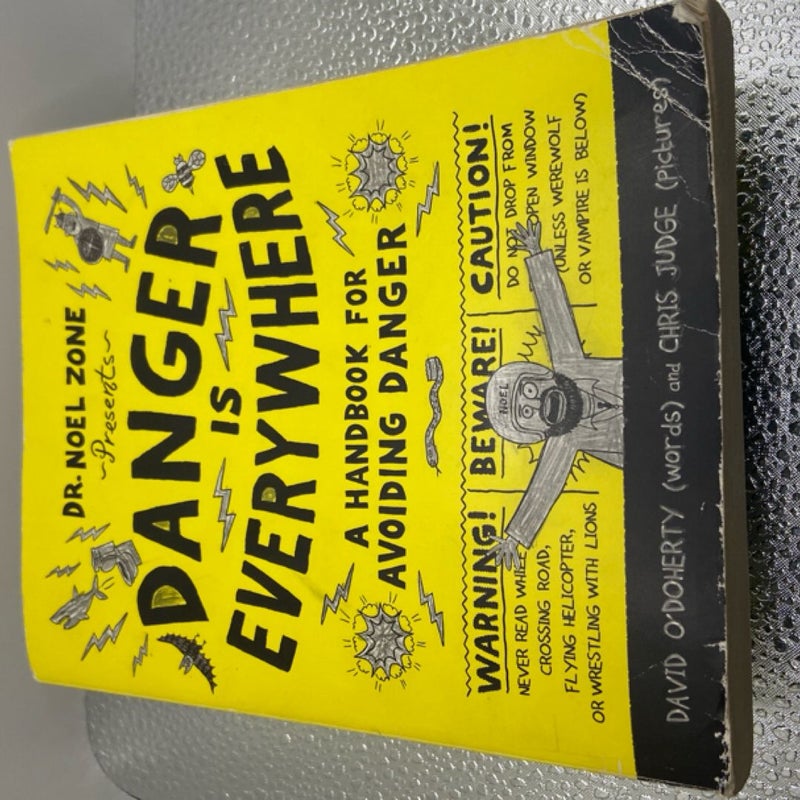 DR. NOEL ZONE
~Presents~
DANGER
IS
EVERYWHERE
A HANDBOOK FOR
AVOIDING DANGER
WARNING!
NEVER READ WHILE
CROSSING ROAD,
FLYING HELICOPTER,
OR WRESTLING WITH LIONS
BEWARE!
NOEL
CAUTION!
DO NOT DROP FROM
OPEN WINDOW
(UNLESS WEREWOLF
OR VAMPIRE IS BELOW)
DAVID O'DOHERTY (words) and CHRIS JUDGE (pictures)